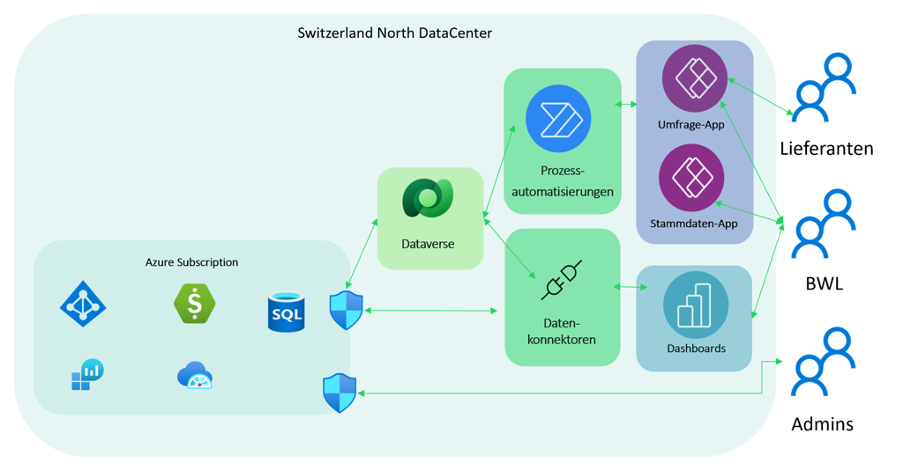 Switzerland North DataCenter
Umfrage-App
Lieferanten
Prozess-
automatisierungen
Stammdaten-App
Dataverse
Azure Subscription
BWL
SQL
$
Daten-
konnektoren
Dashboards
Admins